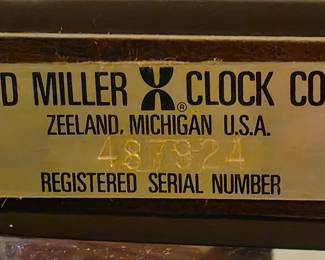 D MILLER ® CLOCK CO
ZEELAND, MICHIGAN U.S.A.
487924
REGISTERED SERIAL NUMBER